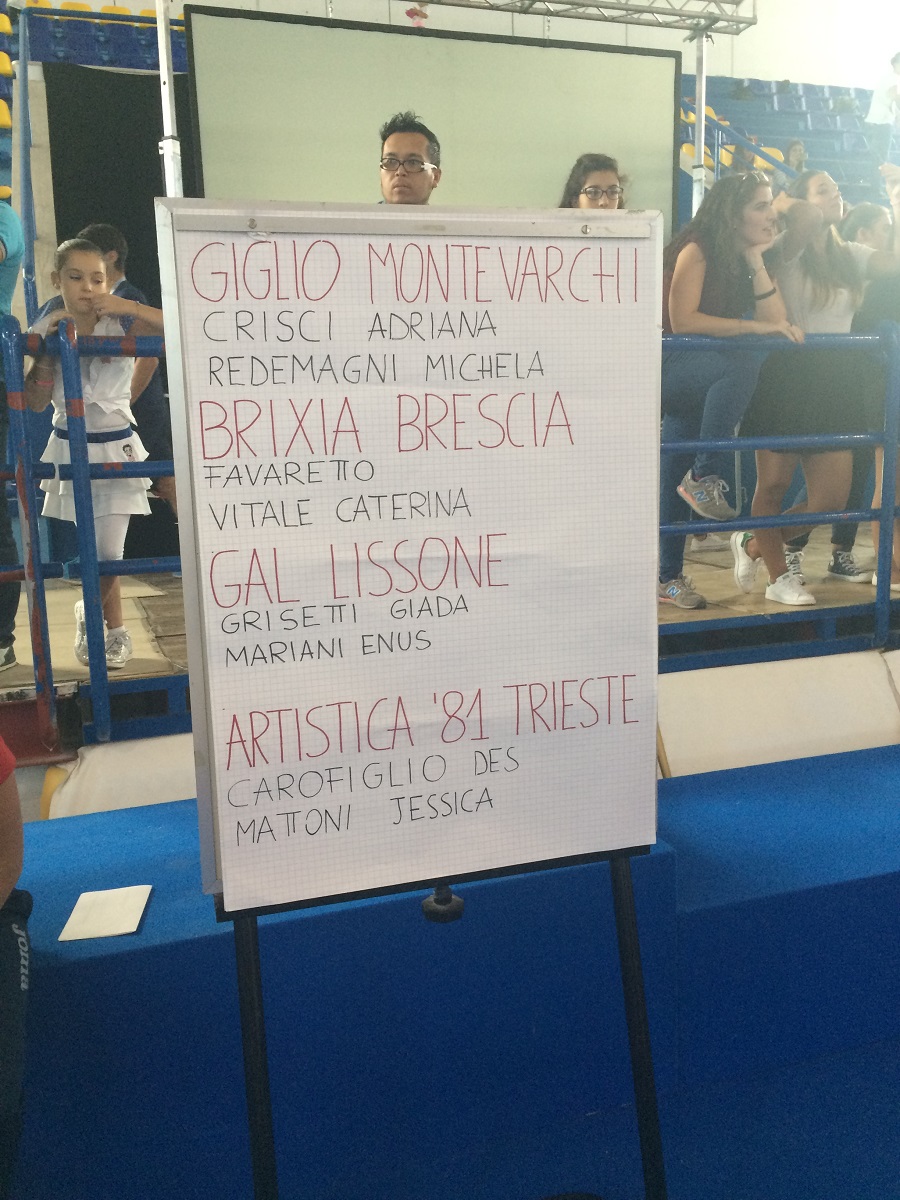 GIGLIO MONTEVARCHI
CRISCI ADRIANA
REDEMAGNI MICHELA
BRIXIA BRESCIA
FAVARETTO
VITALE CATERINA
GAL LISSONE
GRISETTI GIADA
MARIANI ENUS
ARTISTICA '81 TRIESTE
CAROFIGLIO DES
MATTONI JESSICA
Joma